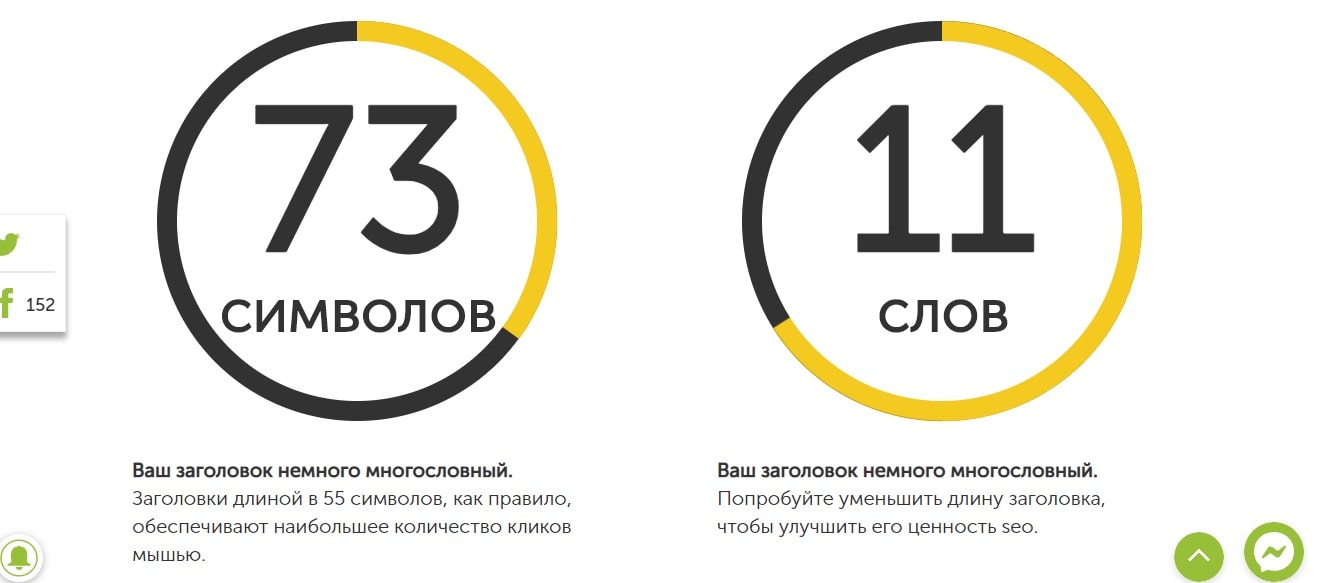 73
СИМВОЛОВ
11
СЛОВ
152
Ваш заголовок немного многословный.
Заголовки длиной в 55 символов, как правило,
обеспечивают наибольшее количество кликов
мышью.
Ваш заголовок немного многословный.
Попробуйте уменьшить длину заголовка,
чтобы улучшить его ценность seo.